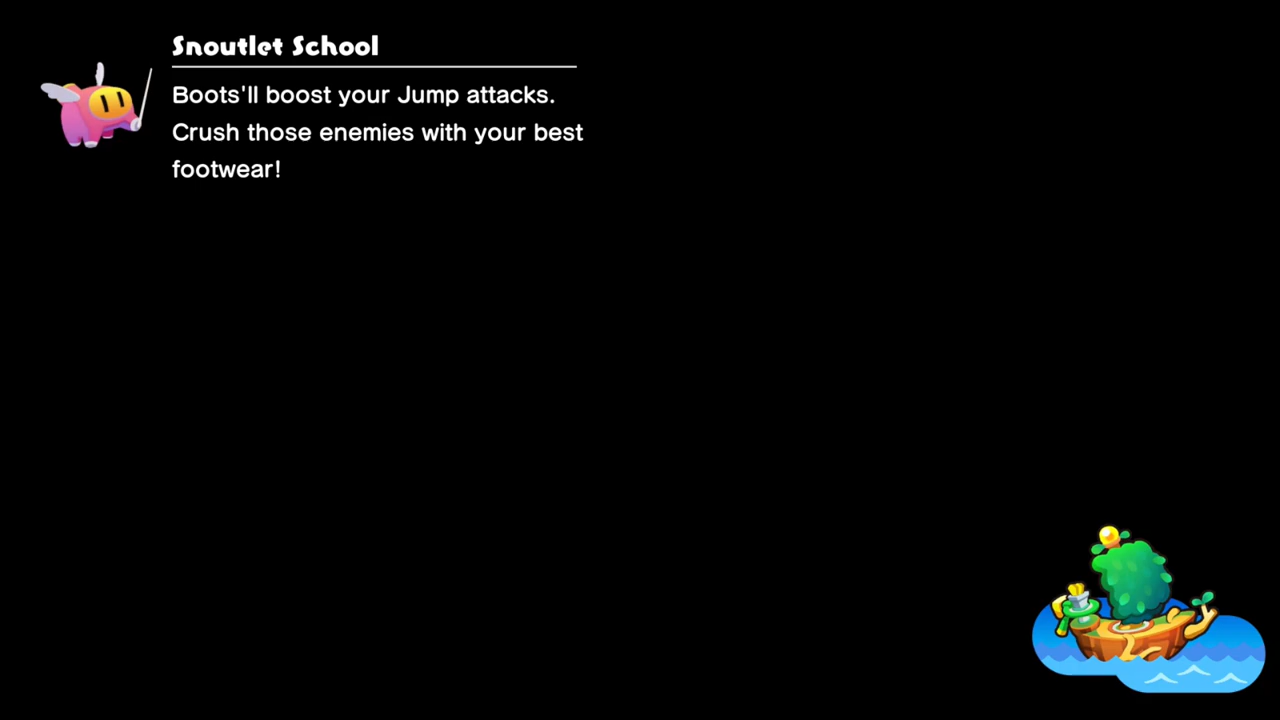 Snoutlet School
Boots'll boost your Jump attacks.
Crush those enemies with your best
footwear!